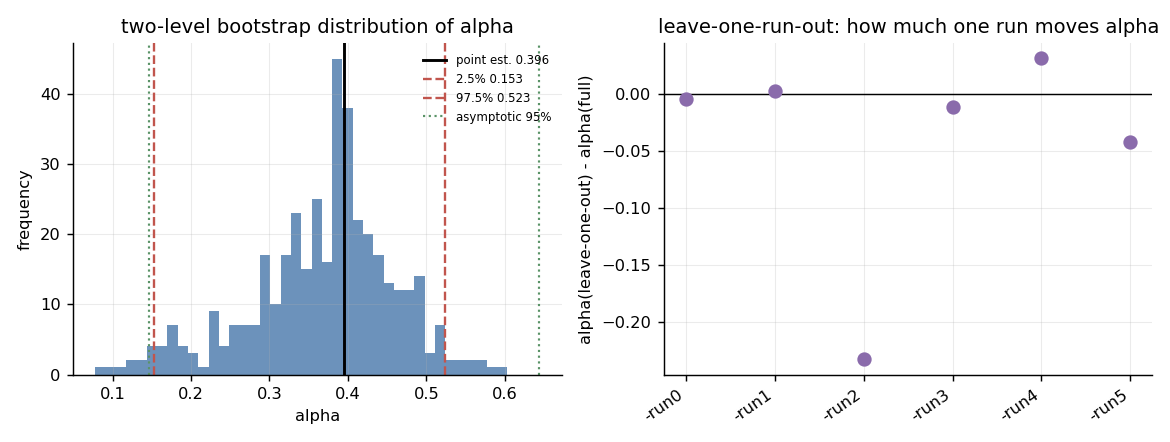 two-level bootstrap distribution of alpha
frequency
40
30
20
10
0
point est. 0.396
2.5% 0.153
97.5% 0.523
asymptotic 95%
0.1 0.2 0.3 0.4 0.5 0.6
alpha
leave-one-run-out: how much one run moves alpha
alpha(leave-one-out) - alpha(full)
0.00
−0.05
−0.10
−0.15
−0.20
-run0 -run1 -run2 -run3 -run4 -run5